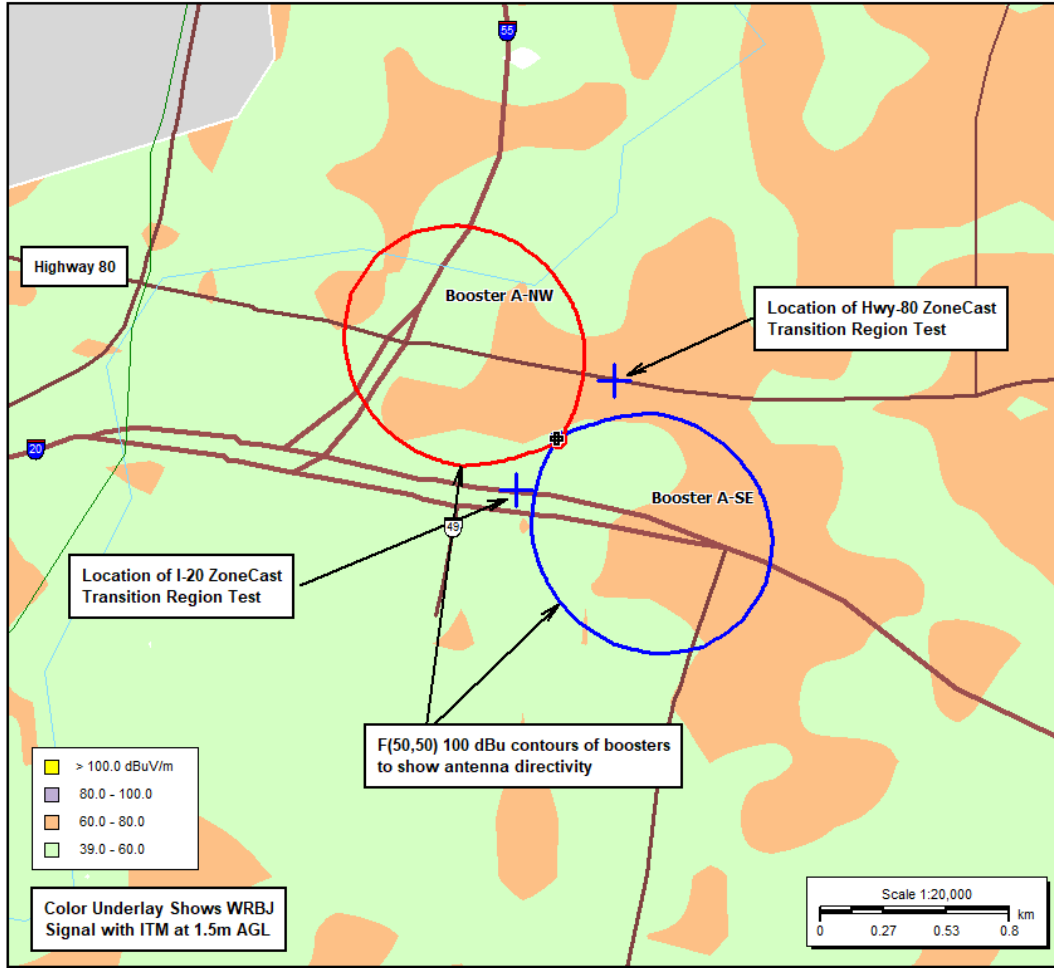 55
Highway 80
Booster A-NW
Location of Hwy-80 ZoneCast
Transition Region Test
20
Booster A-SE
49
Location of I-20 ZoneCast
Transition Region Test
F(50,50) 100 dBu contours of boosters
to show antenna directivity
> 100.0 dBuV/m
80.0 - 100.0
60.0 - 80.0
39.0 - 60.0
Color Underlay Shows WRBJ
Signal with ITM at 1.5m AGL
Scale 1:20,000
km
0 0.27 0.53 0.8